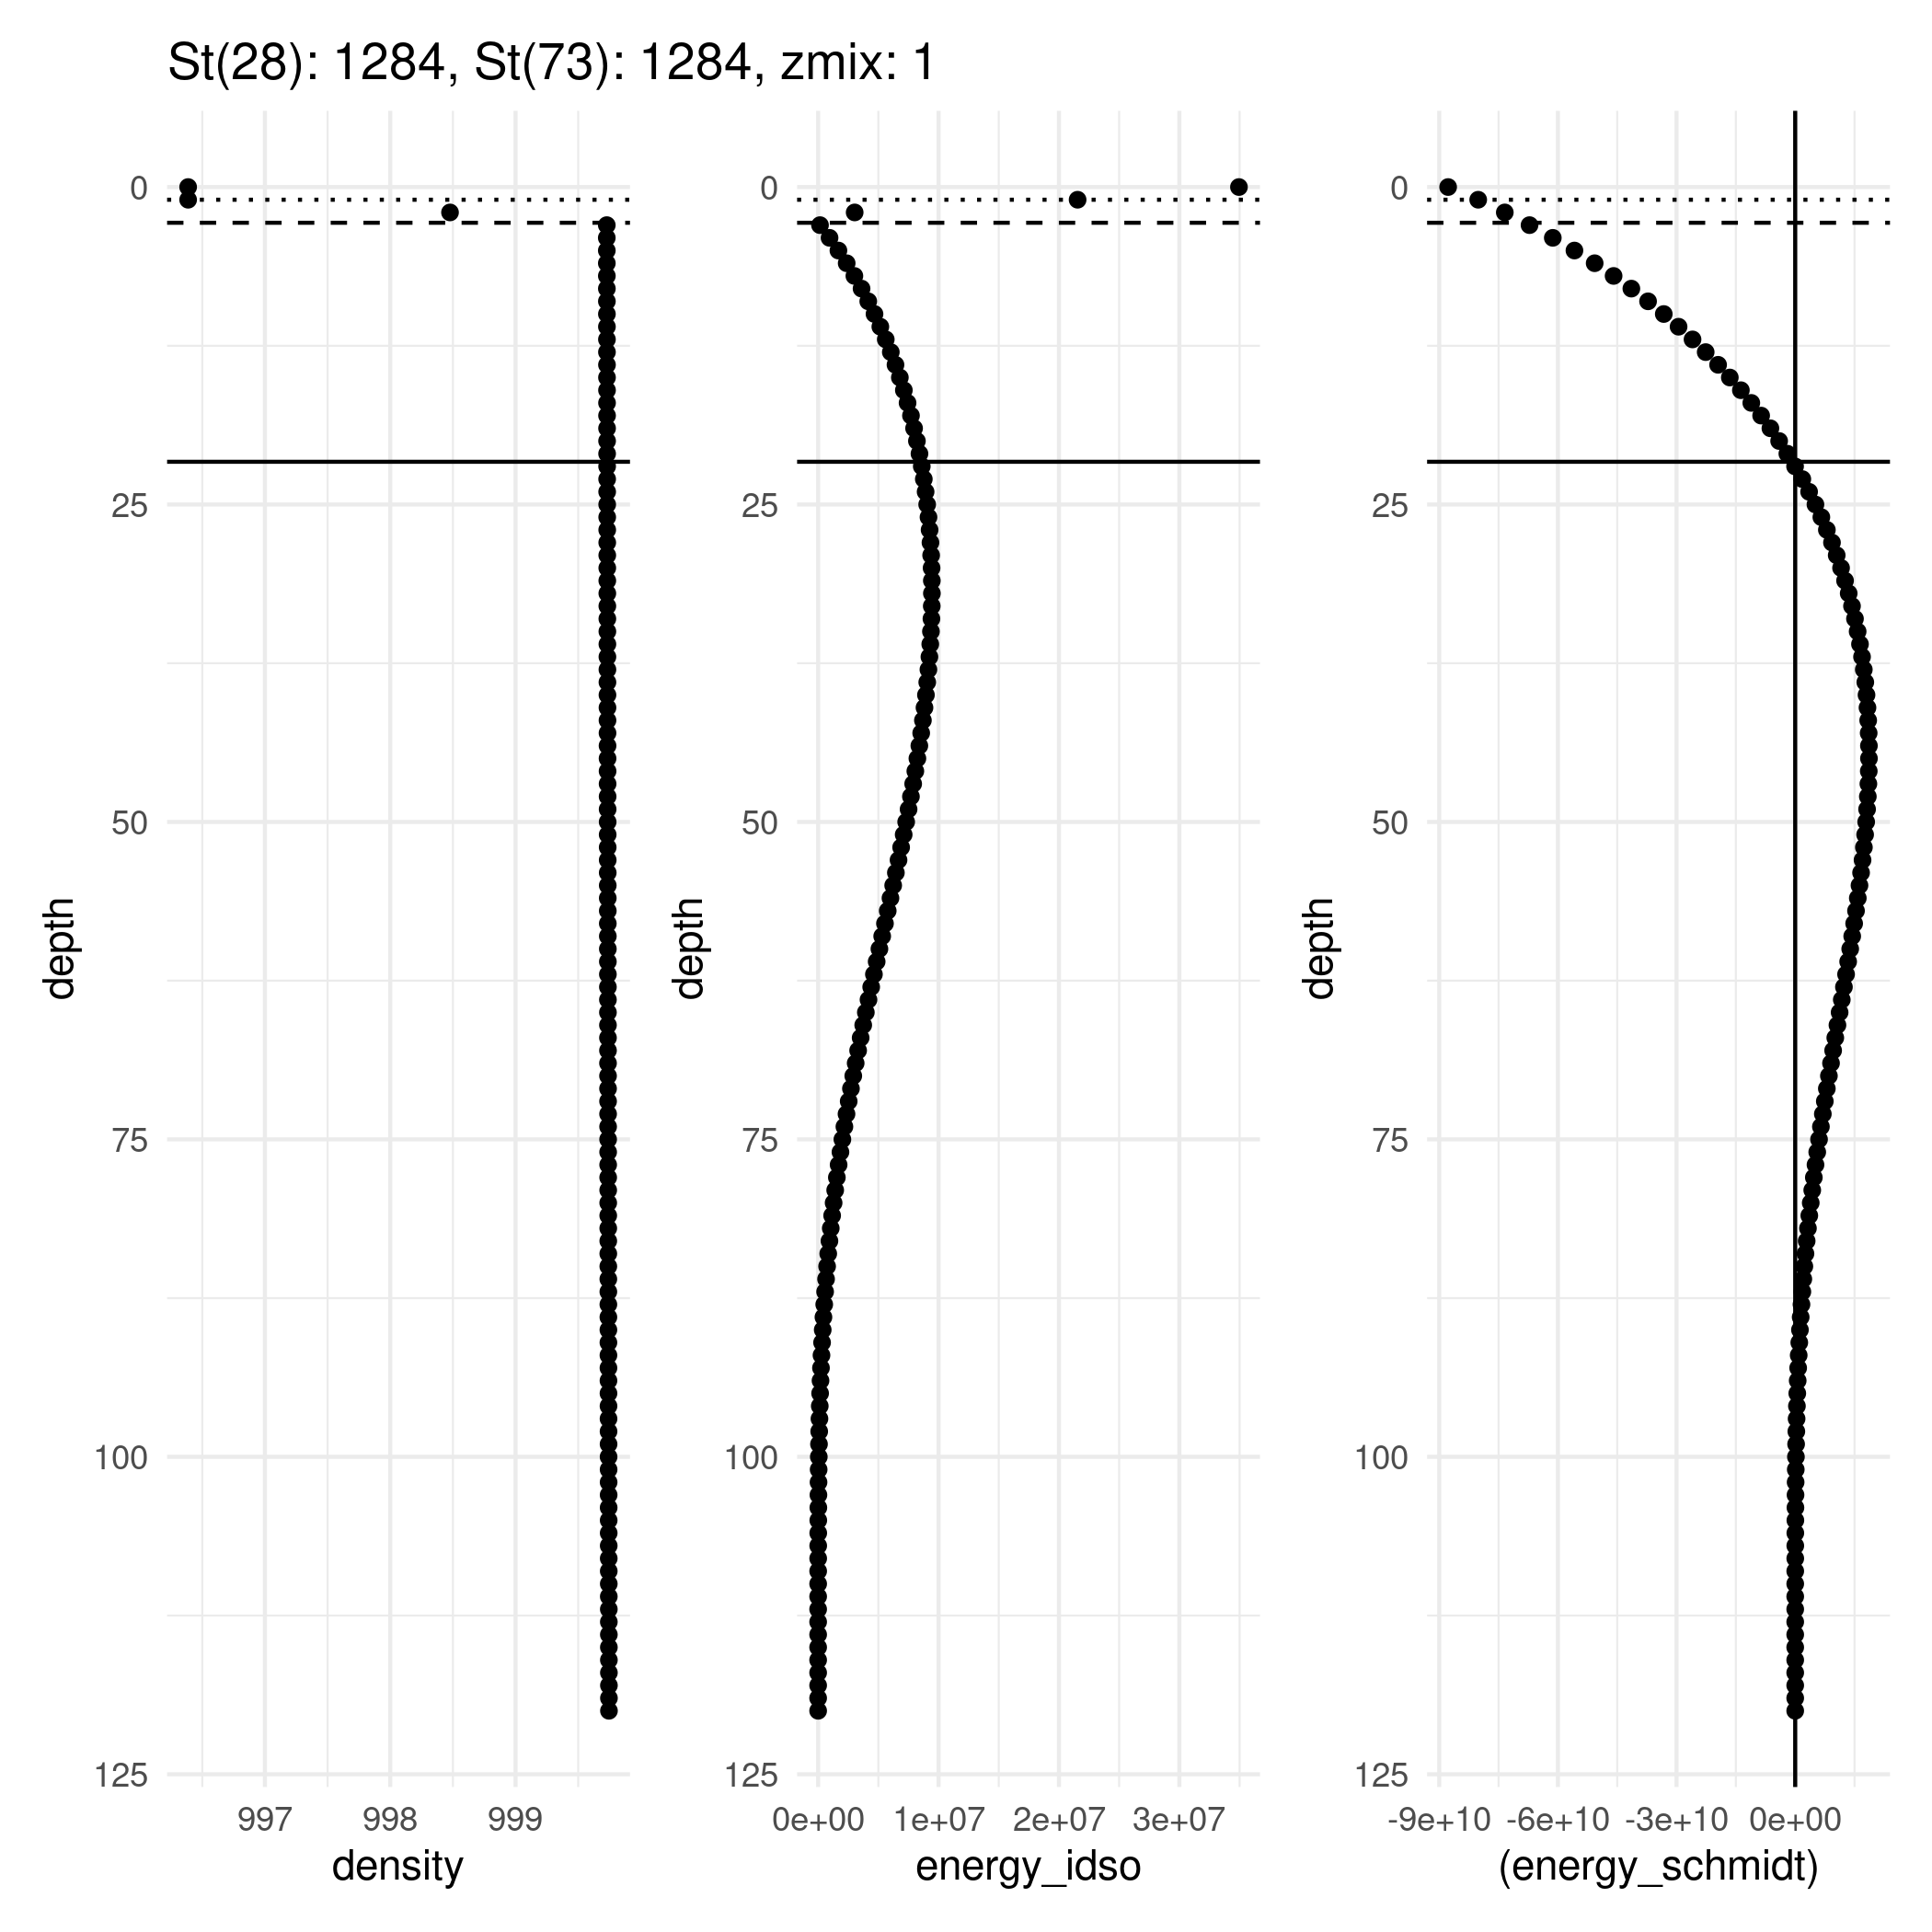 St(28): 1284, St(73): 1284, zmix: 1
depth
0
25
50
75
100
125
997 998 999
density
depth
0
25
50
75
100
125
0e+00 1e+07 2e+07 3e+07
energy_idso
depth
0
25
50
75
100
125
-9e+10 -6e+10 -3e+10 0e+00
(energy_schmidt)